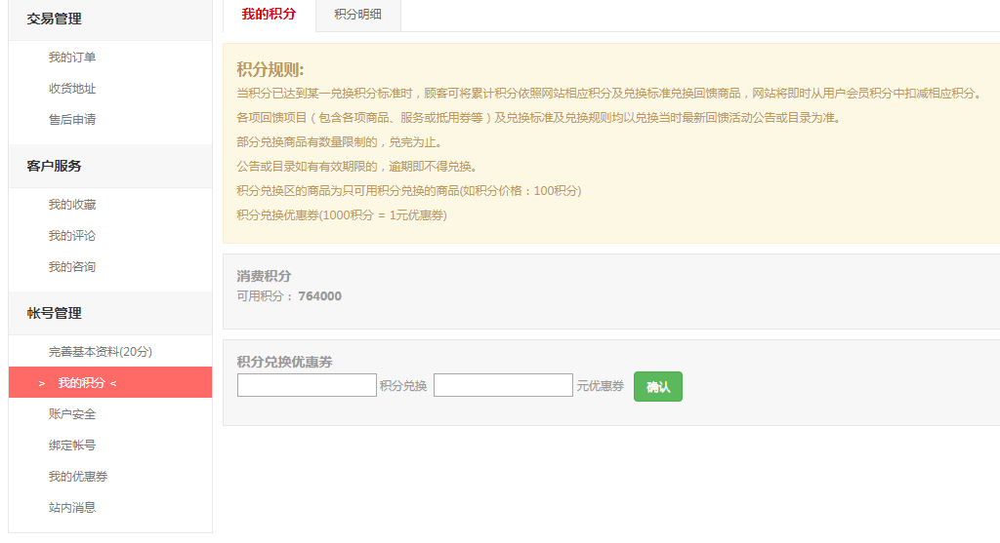 交易管理
我的订单
收货地址
售后申请
客户服务
我的收藏
我的评论
我的咨询
帐号管理
完善基本资料(20分)
> 我的积分 <
账户安全
绑定帐号
我的优惠券
站内消息
我的积分 积分明细
积分规则:
当积分已达到某一兑换积分标准时，顾客可将累计积分依照网站相应积分及兑换标准兑换回馈商品，网站将即时从用户会员积分中扣减相应积分。
各项回馈项目（包含各项商品、服务或抵用券等）及兑换标准及兑换规则均以兑换当时最新回馈活动公告或目录为准。
部分兑换商品有数量限制的，兑完为止。
公告或目录如有有效期限的，逾期即不得兑换。
积分兑换区的商品为只可用积分兑换的商品(如积分价格：100积分)
积分兑换优惠券(1000积分 = 1元优惠券)
消费积分
可用积分： 764000
积分兑换优惠券
积分兑换 元优惠券 确认